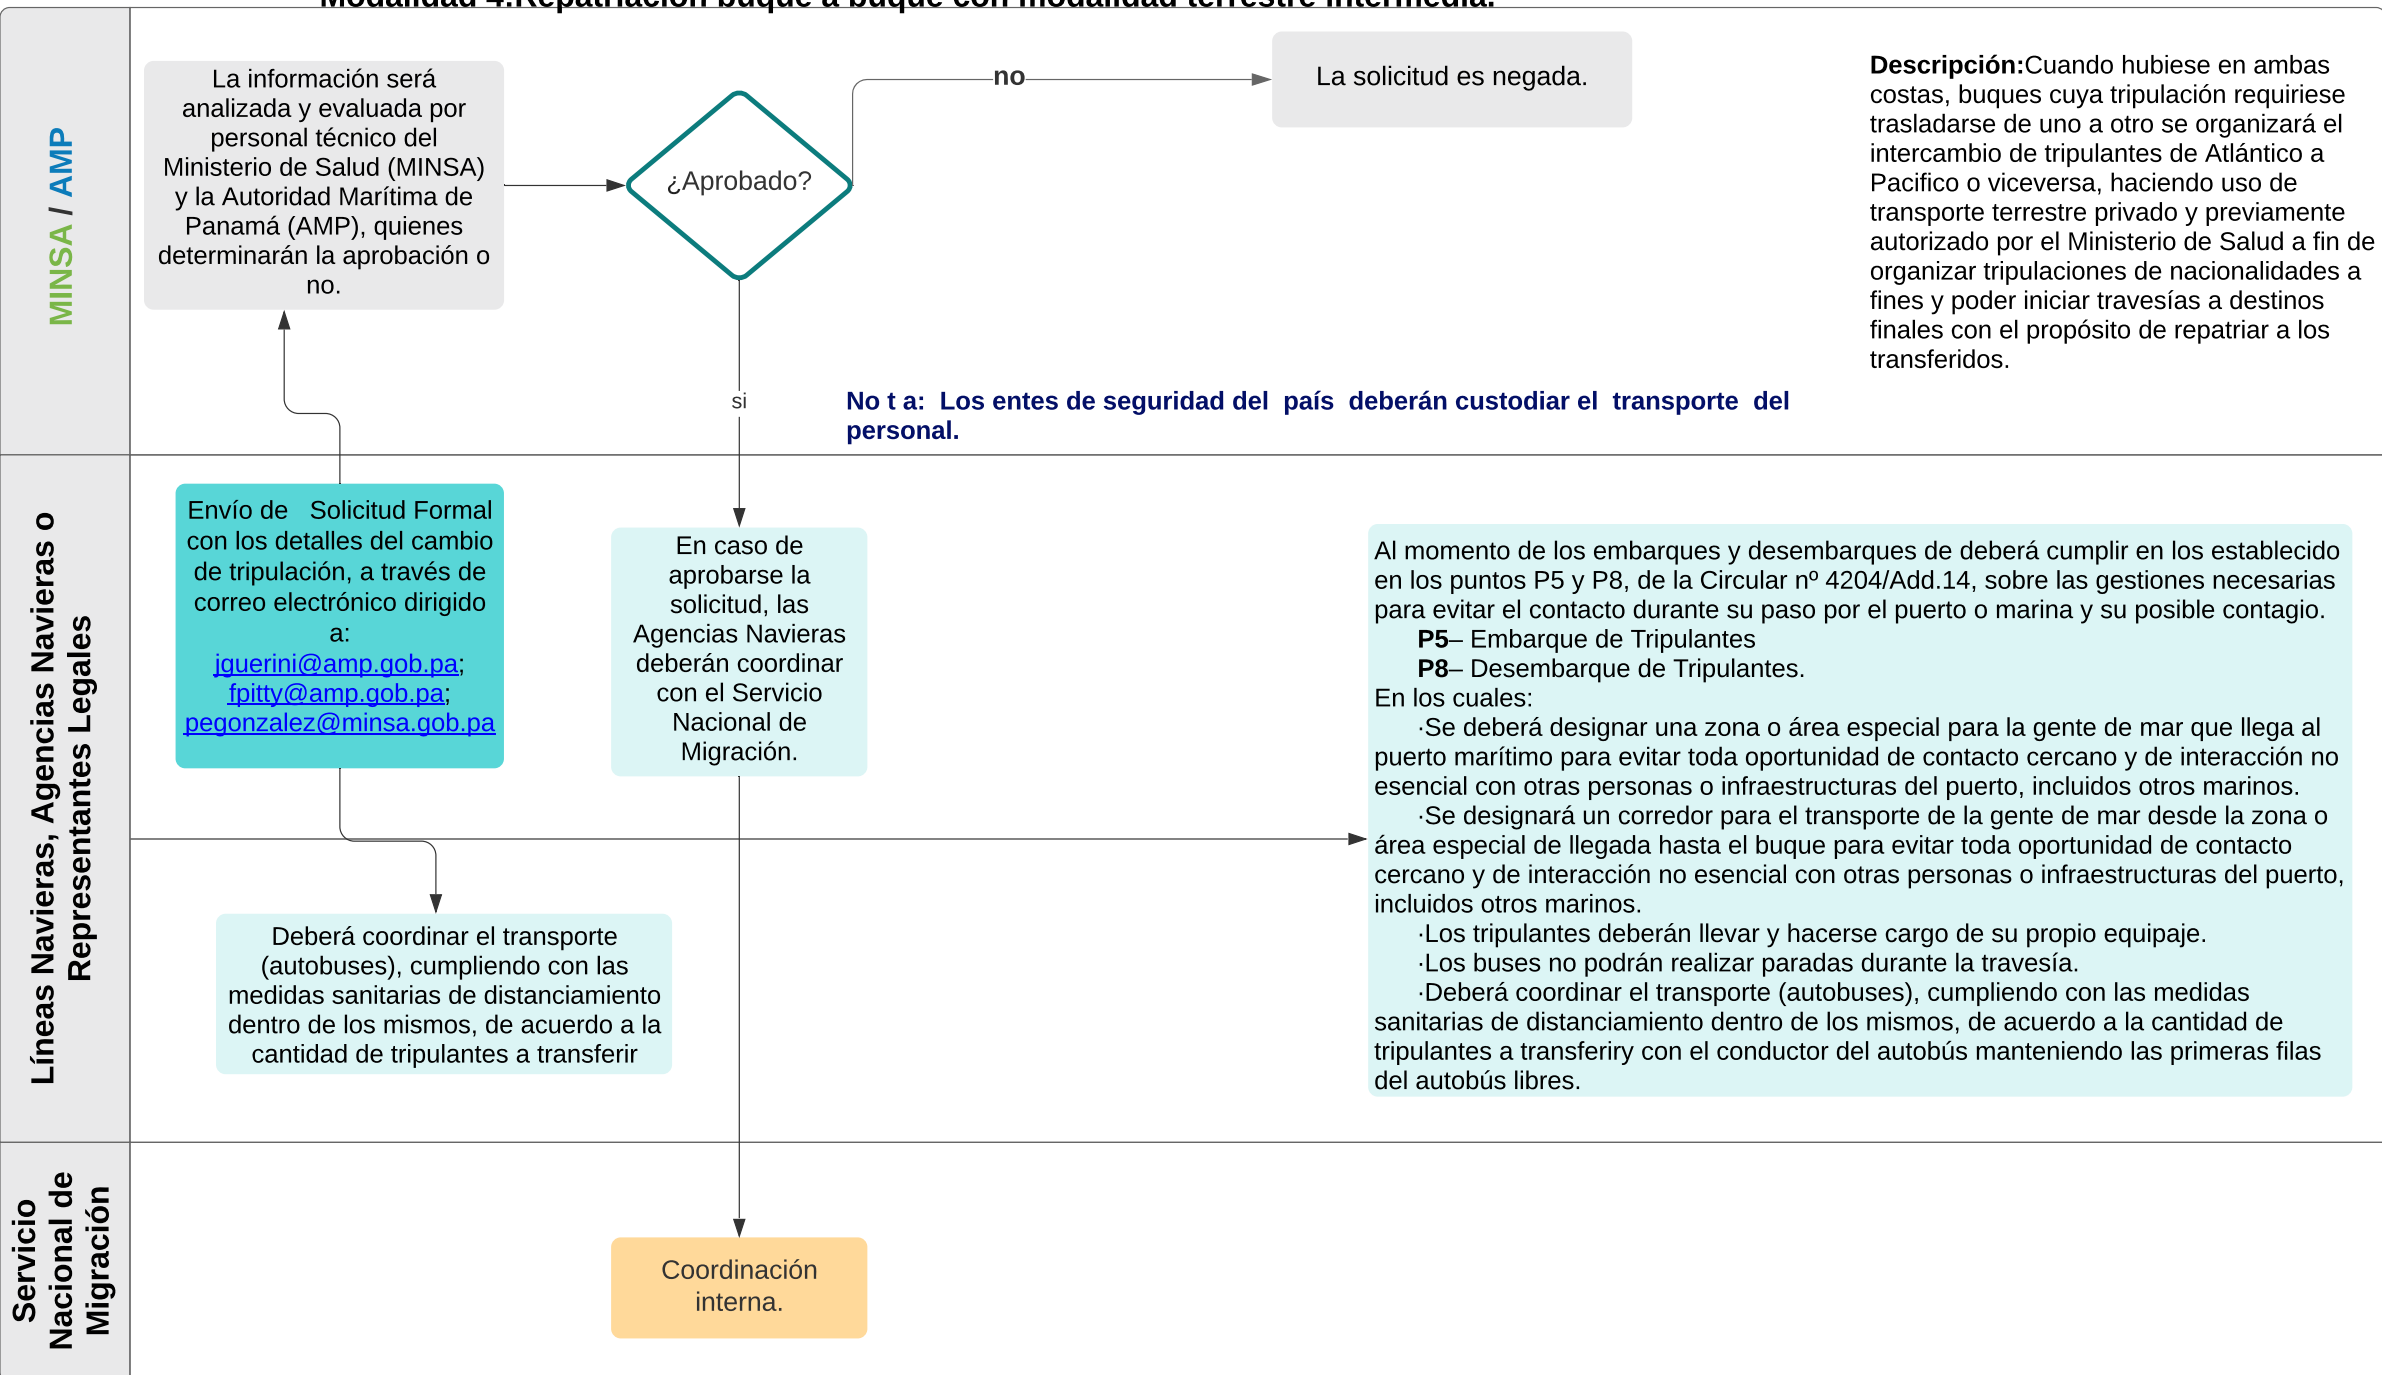 Modalidad 4.Repatriación buque a buque con modalidad terrestre intermedia.
MINSA / AMP
La información será
analizada y evaluada por
personal técnico del
Ministerio de Salud (MINSA)
y la Autoridad Marítima de
Panamá (AMP), quienes
determinarán la aprobación o
no.
¿Aprobado?
no
La solicitud es negada.
Descripción:Cuando hubiese en ambas
costas, buques cuya tripulación requiriese
trasladarse de uno a otro se organizará el
intercambio de tripulantes de Atlántico a
Pacifico o viceversa, haciendo uso de
transporte terrestre privado y previamente
autorizado por el Ministerio de Salud a fin de
organizar tripulaciones de nacionalidades a
fines y poder iniciar travesías a destinos
finales con el propósito de repatriar a los
transferidos.
si
No t a:  Los entes de seguridad del  país  deberán custodiar el  transporte  del
personal.
Líneas Navieras, Agencias Navieras o
Representantes Legales
Envío de   Solicitud Formal
con los detalles del cambio
de tripulación, a través de
correo electrónico dirigido
a:
jguerini@amp.gob.pa;
fpitty@amp.gob.pa;
pegonzalez@minsa.gob.pa
En caso de
aprobarse la
solicitud, las
Agencias Navieras
deberán coordinar
con el Servicio
Nacional de
Migración.
Deberá coordinar el transporte
(autobuses), cumpliendo con las
medidas sanitarias de distanciamiento
dentro de los mismos, de acuerdo a la
cantidad de tripulantes a transferir
Al momento de los embarques y desembarques de deberá cumplir en los establecido
en los puntos P5 y P8, de la Circular nº 4204/Add.14, sobre las gestiones necesarias
para evitar el contacto durante su paso por el puerto o marina y su posible contagio.
P5– Embarque de Tripulantes
P8– Desembarque de Tripulantes.
En los cuales:
·Se deberá designar una zona o área especial para la gente de mar que llega al
puerto marítimo para evitar toda oportunidad de contacto cercano y de interacción no
esencial con otras personas o infraestructuras del puerto, incluidos otros marinos.
·Se designará un corredor para el transporte de la gente de mar desde la zona o
área especial de llegada hasta el buque para evitar toda oportunidad de contacto
cercano y de interacción no esencial con otras personas o infraestructuras del puerto,
incluidos otros marinos.
·Los tripulantes deberán llevar y hacerse cargo de su propio equipaje.
·Los buses no podrán realizar paradas durante la travesía.
·Deberá coordinar el transporte (autobuses), cumpliendo con las medidas
sanitarias de distanciamiento dentro de los mismos, de acuerdo a la cantidad de
tripulantes a transferiry con el conductor del autobús manteniendo las primeras filas
del autobús libres.
Servicio
Nacional de
Migración
Coordinación
interna.